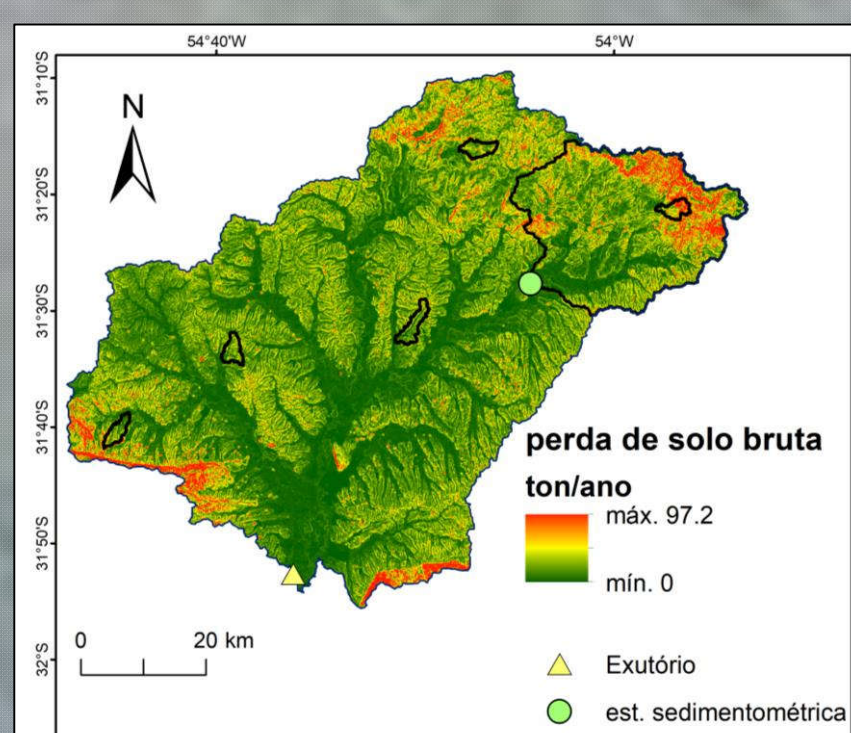 54°40'W
54°W
31°10'S
N
31°20'S
31°30'S
31°40'S
perda de solo bruta
ton/ano
máx. 97.2
mín. 0
31°50'S
0
20 km
32°S
Exutório
est. sedimentométrica